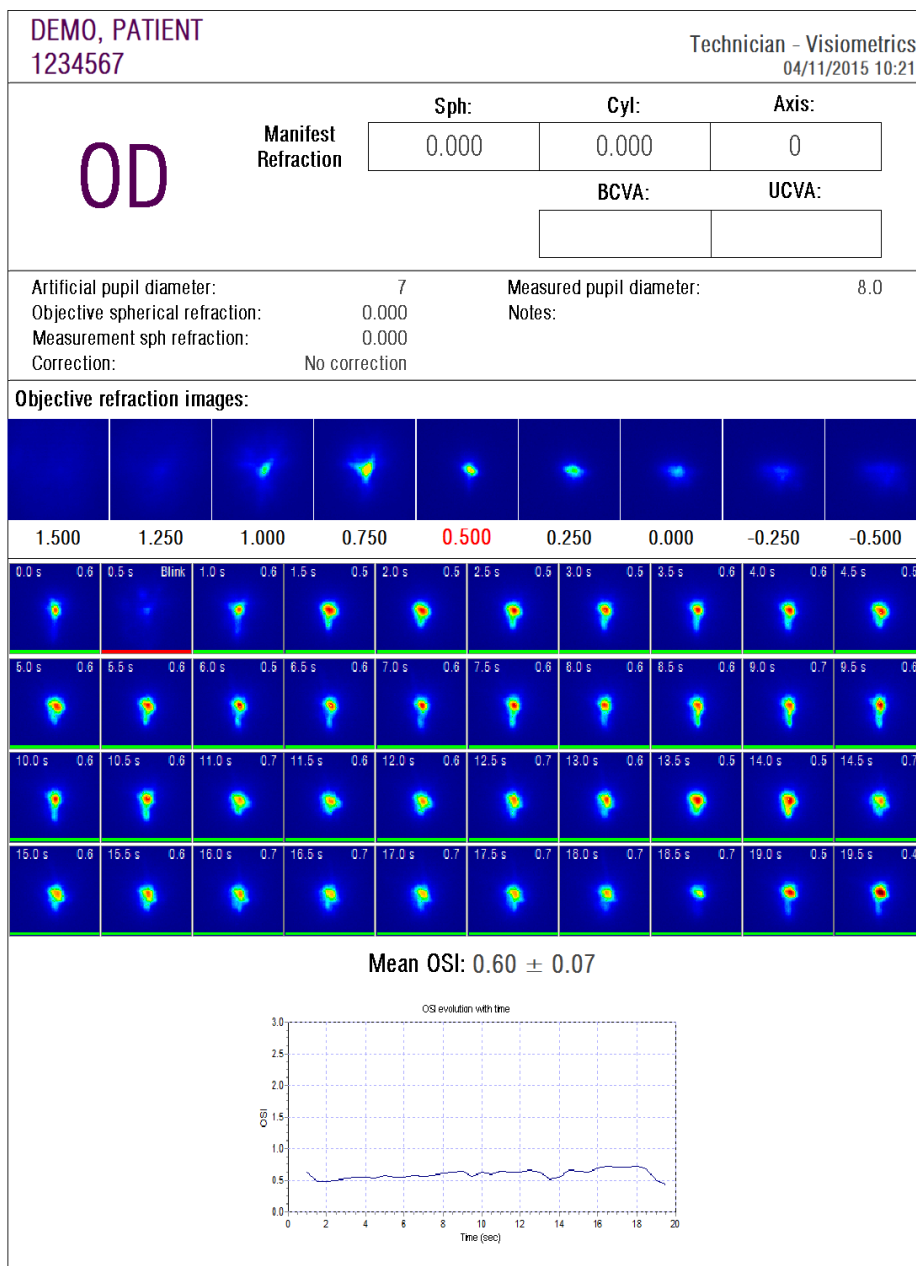 DEMO, PATIENT
1234567
Technician - Visiometrics
04/11/2015 10:21
OD
Manifest Refraction
Sph: Cyl: Axis:
0.000 0.000 0
BCVA: UCVA:
Artificial pupil diameter: 7 Measured pupil diameter: 8.0
Objective spherical refraction: 0.000 Notes:
Measurement sph refraction: 0.000
Correction: No correction
Objective refraction images:
1.500 1.250 1.000 0.750 0.500 0.250 0.000 -0.250 -0.500
0.0 s 0.6 0.5 s Blink 1.0 s 0.6 1.5 s 0.5 2.0 s 0.5 2.5 s 0.5 3.0 s 0.5 3.5 s 0.6 4.0 s 0.6 4.5 s 0.5
5.0 s 0.6 5.5 s 0.6 6.0 s 0.5 6.5 s 0.6 7.0 s 0.6 7.5 s 0.6 8.0 s 0.6 8.5 s 0.6 9.0 s 0.7 9.5 s 0.6
10.0 s 0.6 10.5 s 0.6 11.0 s 0.7 11.5 s 0.6 12.0 s 0.6 12.5 s 0.7 13.0 s 0.6 13.5 s 0.5 14.0 s 0.5 14.5 s 0.7
15.0 s 0.6 15.5 s 0.6 16.0 s 0.7 16.5 s 0.7 17.0 s 0.7 17.5 s 0.7 18.0 s 0.7 18.5 s 0.7 19.0 s 0.5 19.5 s 0.4
Mean OSI: 0.60 ± 0.07
OSI evolution with time
3.0
2.5
2.0
1.5
OSI
1.0
0.5
0.0
0 2 4 6 8 10 12 14 16 18 20
Time (sec)